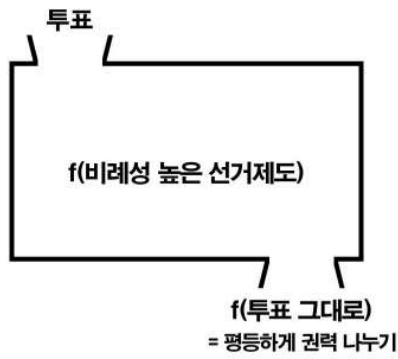 투표
f(비례성 높은 선거제도)
f(투표 그대로)
= 평등하게 권력 나누기